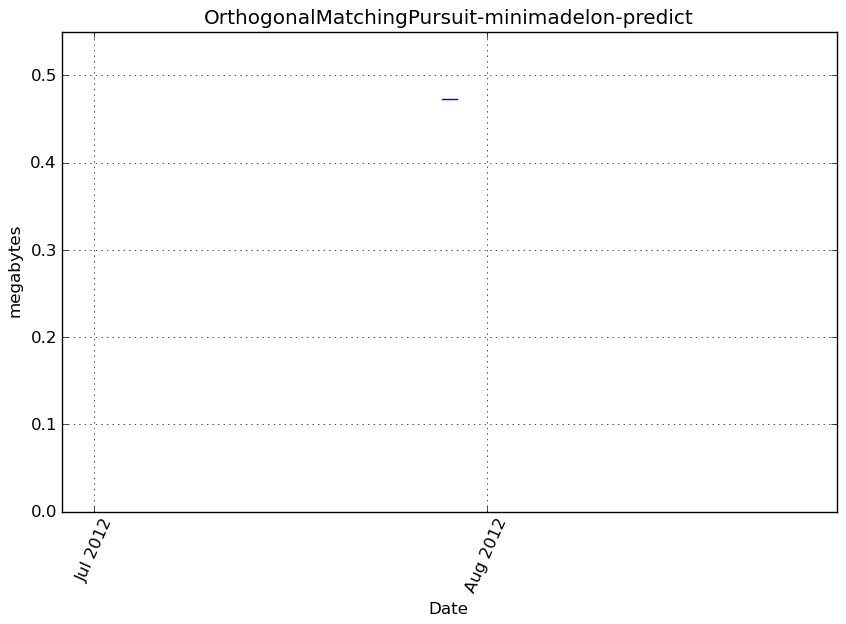 OrthogonalMatchingPursuit-minimadelon-predict
0.5
0.4
0.3
0.2
0.1
0.0
megabytes
Jul 2012
Aug 2012
Date